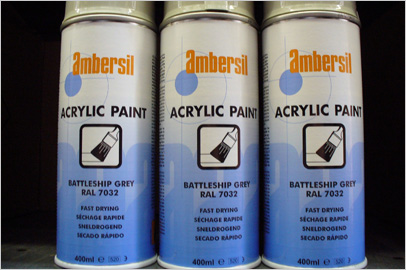 ambersil
ACRYLIC PAINT
BATTLESHIP GREY
RAL 7032
FAST DRYING
SÉCHAGE RAPIDE
SNELDROGEND
SECADO RÁPIDO
400ml e
ambersil
ACRYLIC PAINT
BATTLESHIP GREY
RAL 7032
FAST DRYING
SÉCHAGE RAPIDE
SNELDROGEND
SECADO RÁPIDO
400ml e
ambersil
ACRYLIC PAINT
BATTLESHIP GREY
RAL 7032
FAST DRYING
SÉCHAGE RAPIDE
SNELDROGEND
SECADO RÁPIDO
400ml e